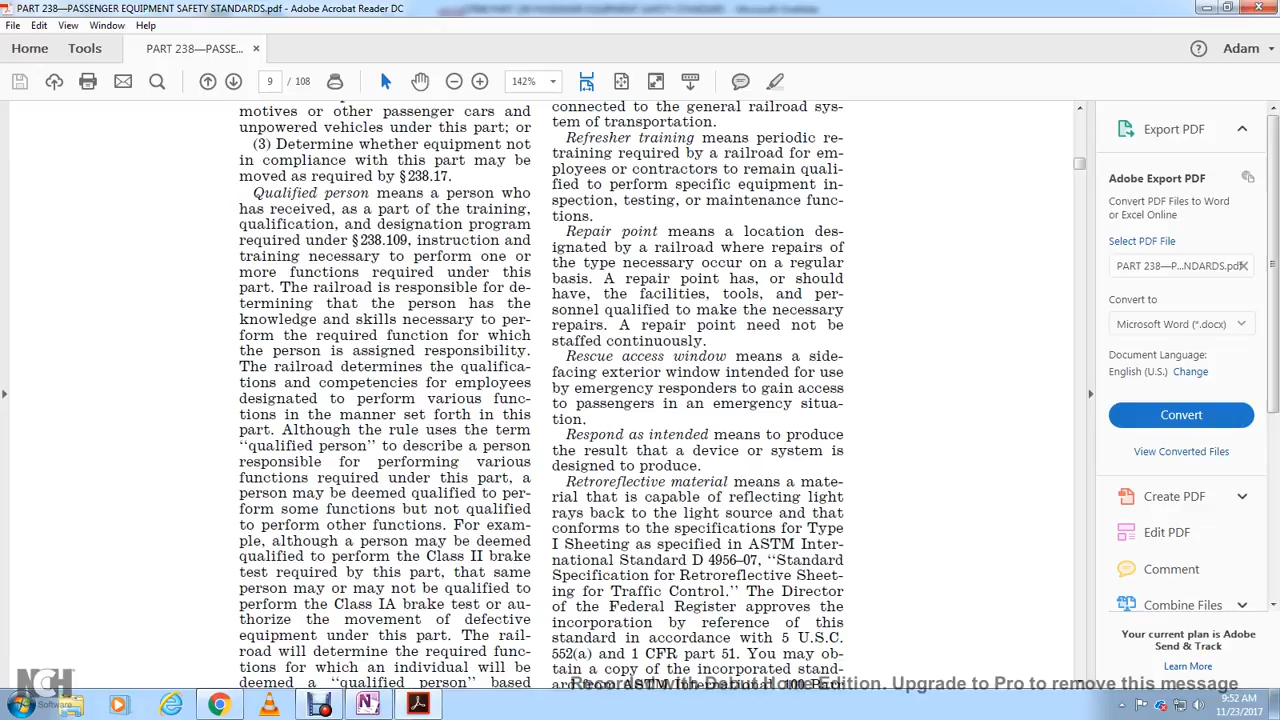 PART 238—PASSENGER EQUIPMENT SAFETY STANDARDS.pdf - Adobe Acrobat Reader DC
File Edit View Window Help
Home Tools PART 238—PASSE... × Adam
9 / 108 142%
motives or other passenger cars and
unpowered vehicles under this part; or
(3) Determine whether equipment not
in compliance with this part may be
moved as required by §238.17.
Qualified person means a person who
has received, as a part of the training,
qualification, and designation program
required under §238.109, instruction and
training necessary to perform one or
more functions required under this
part. The railroad is responsible for de-
termining that the person has the
knowledge and skills necessary to per-
form the required function for which
the person is assigned responsibility.
The railroad determines the qualifica-
tions and competencies for employees
designated to perform various func-
tions in the manner set forth in this
part. Although the rule uses the term
‘‘qualified person’’ to describe a person
responsible for performing various
functions required under this part, a
person may be deemed qualified to per-
form some functions but not qualified
to perform other functions. For exam-
ple, although a person may be deemed
qualified to perform the Class II brake
test required by this part, that same
person may or may not be qualified to
perform the Class IA brake test or au-
thorize the movement of defective
equipment under this part. The rail-
road will determine the required func-
tions for which an individual will be
deemed a ‘‘qualified person’’ based
connected to the general railroad sys-
tem of transportation.
Refresher training means periodic re-
training required by a railroad for em-
ployees or contractors to remain quali-
fied to perform specific equipment in-
spection, testing, or maintenance func-
tions.
Repair point means a location des-
ignated by a railroad where repairs of
the type necessary occur on a regular
basis. A repair point has, or should
have, the facilities, tools, and per-
sonnel qualified to make the necessary
repairs. A repair point need not be
staffed continuously.
Rescue access window means a side-
facing exterior window intended for use
by emergency responders to gain access
to passengers in an emergency situa-
tion.
Respond as intended means to produce
the result that a device or system is
designed to produce.
Retroreflective material means a mate-
rial that is capable of reflecting light
rays back to the light source and that
conforms to the specifications for Type
I Sheeting as specified in ASTM Inter-
national Standard D 4956–07, ‘‘Standard
Specification for Retroreflective Sheet-
ing for Traffic Control.’’ The Director
of the Federal Register approves the
incorporation by reference of this
standard in accordance with 5 U.S.C.
552(a) and 1 CFR part 51. You may ob-
tain a copy of the incorporated stand-
ASTM International, 100
Export PDF
Adobe Export PDF
Convert PDF Files to Word
or Excel Online
Select PDF File
PART 238—P...NDARDS.pdf
Convert to
Microsoft Word (*.docx)
Document Language:
English (U.S.) Change
Convert
View Converted Files
Create PDF
Edit PDF
Comment
Combine Files
Your current plan is Adobe
Send & Track
Learn More
NCH Software
Recorded with Debut Home Edition. Upgrade to Pro to remove this message
9:52 AM
11/23/2017